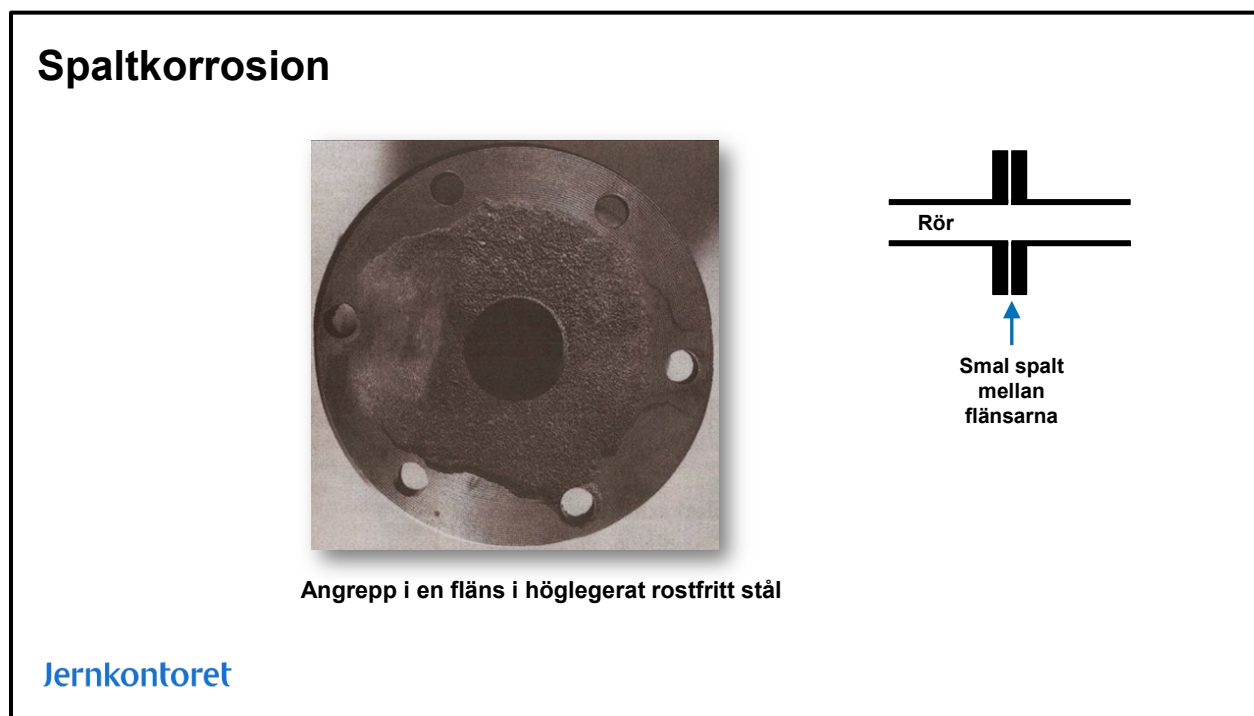 Spaltkorrosion
Rör
Smal spalt
mellan
flänsarna
Angrepp i en fläns i höglegerat rostfritt stål
Jernkontoret